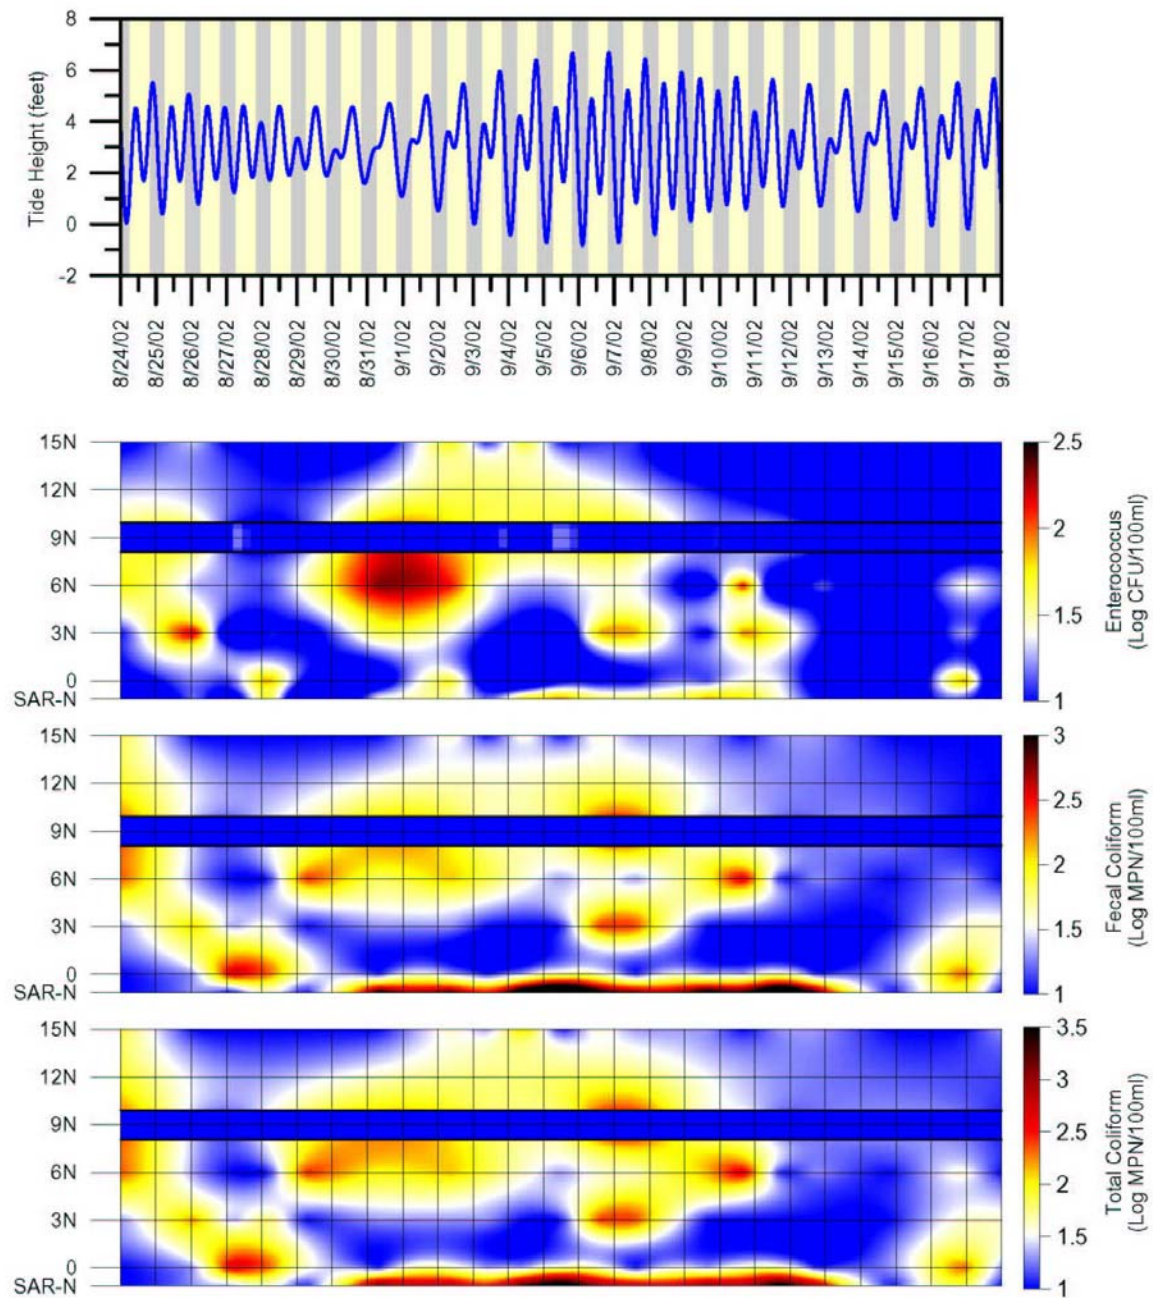 8
6
4
2
0
-2
Tide Height (feet)
8/24/02
8/25/02
8/26/02
8/27/02
8/28/02
8/29/02
8/30/02
8/31/02
9/1/02
9/2/02
9/3/02
9/4/02
9/5/02
9/6/02
9/7/02
9/8/02
9/9/02
9/10/02
9/11/02
9/12/02
9/13/02
9/14/02
9/15/02
9/16/02
9/17/02
9/18/02
15N
12N
9N
6N
3N
0
SAR-N
2.5
2
1.5
1
Enterococcus
(Log CFU/100ml)
15N
12N
9N
6N
3N
0
SAR-N
3
2.5
2
1.5
1
Fecal Coliform
(Log MPN/100ml)
15N
12N
9N
6N
3N
0
SAR-N
3.5
3
2.5
2
1.5
1
Total Coliform
(Log MPN/100ml)